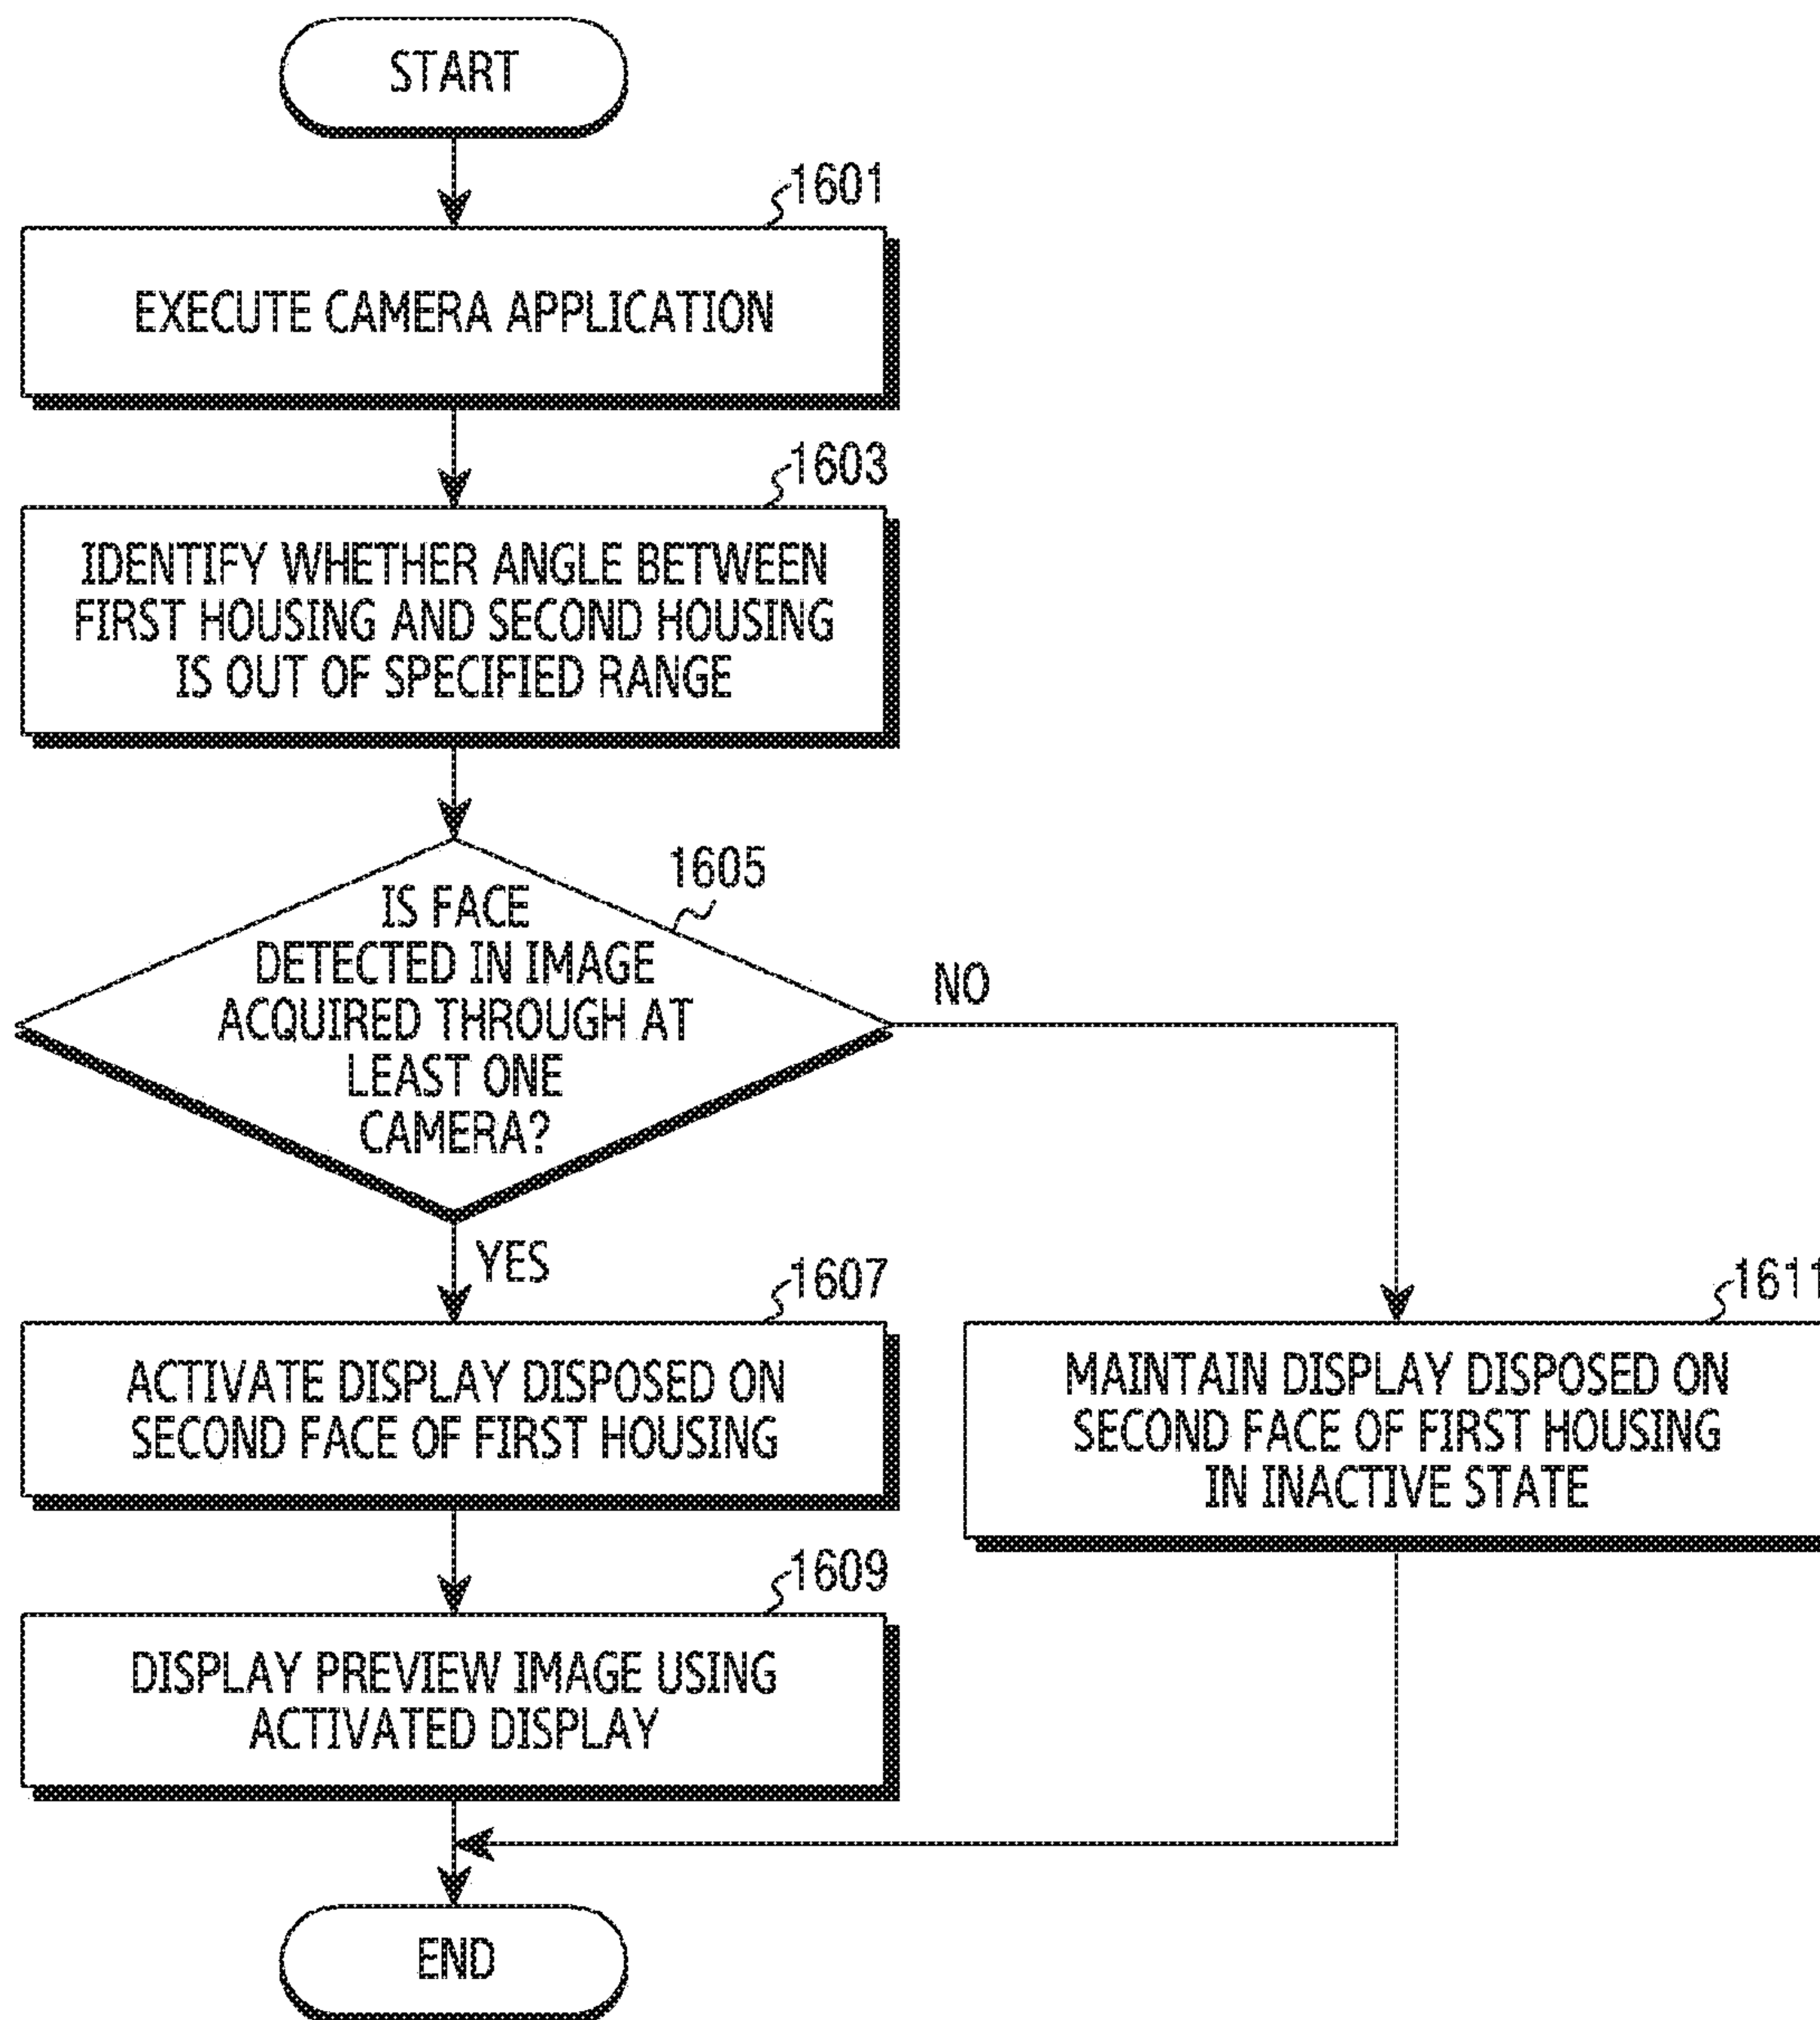 START
1601
EXECUTE CAMERA APPLICATION
1603
IDENTIFY WHETHER ANGLE BETWEEN
FIRST HOUSING AND SECOND HOUSING
IS OUT OF SPECIFIED RANGE
1605
IS FACE
DETECTED IN IMAGE
ACQUIRED THROUGH AT
LEAST ONE
CAMERA?
NO
YES
1607
ACTIVATE DISPLAY DISPOSED ON
SECOND FACE OF FIRST HOUSING
1611
MAINTAIN DISPLAY DISPOSED ON
SECOND FACE OF FIRST HOUSING
IN INACTIVE STATE
1609
DISPLAY PREVIEW IMAGE USING
ACTIVATED DISPLAY
END